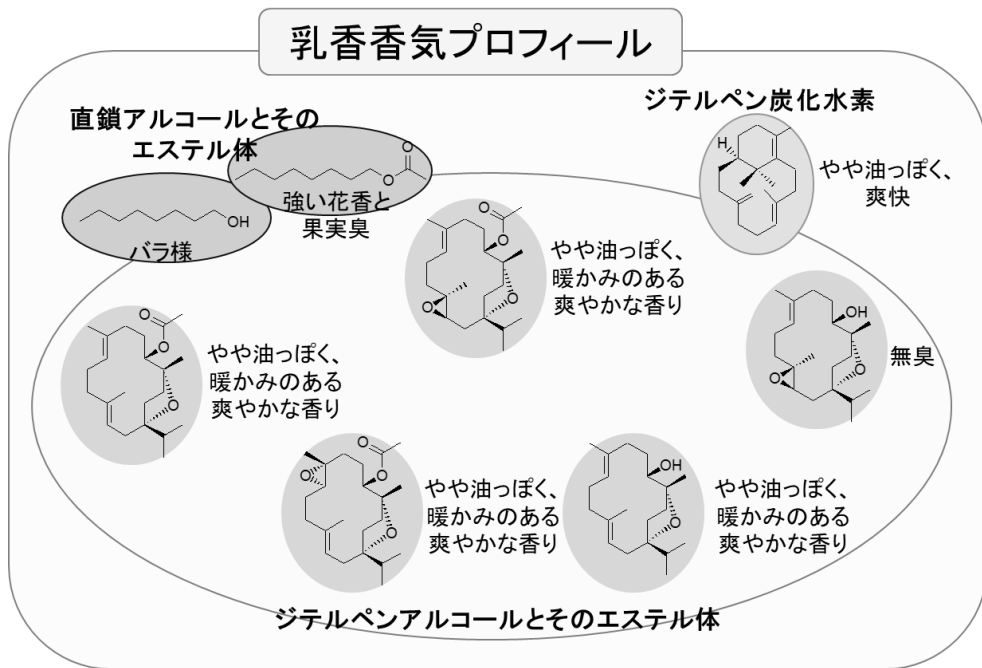 乳香香気プロフィール
直鎖アルコールとその
エステル体
O
O
強い花香と
果実臭
OH
バラ様
ジテルペン炭化水素
H
やや油っぽく、
爽快
O
O
O
O
やや油っぽく、
暖かみのある
爽やかな香り
OH
O
O
無臭
O
O
O
やや油っぽく、
暖かみのある
爽やかな香り
O
O
O
O
やや油っぽく、
暖かみのある
爽やかな香り
OH
O
やや油っぽく、
暖かみのある
爽やかな香り
ジテルペンアルコールとそのエステル体